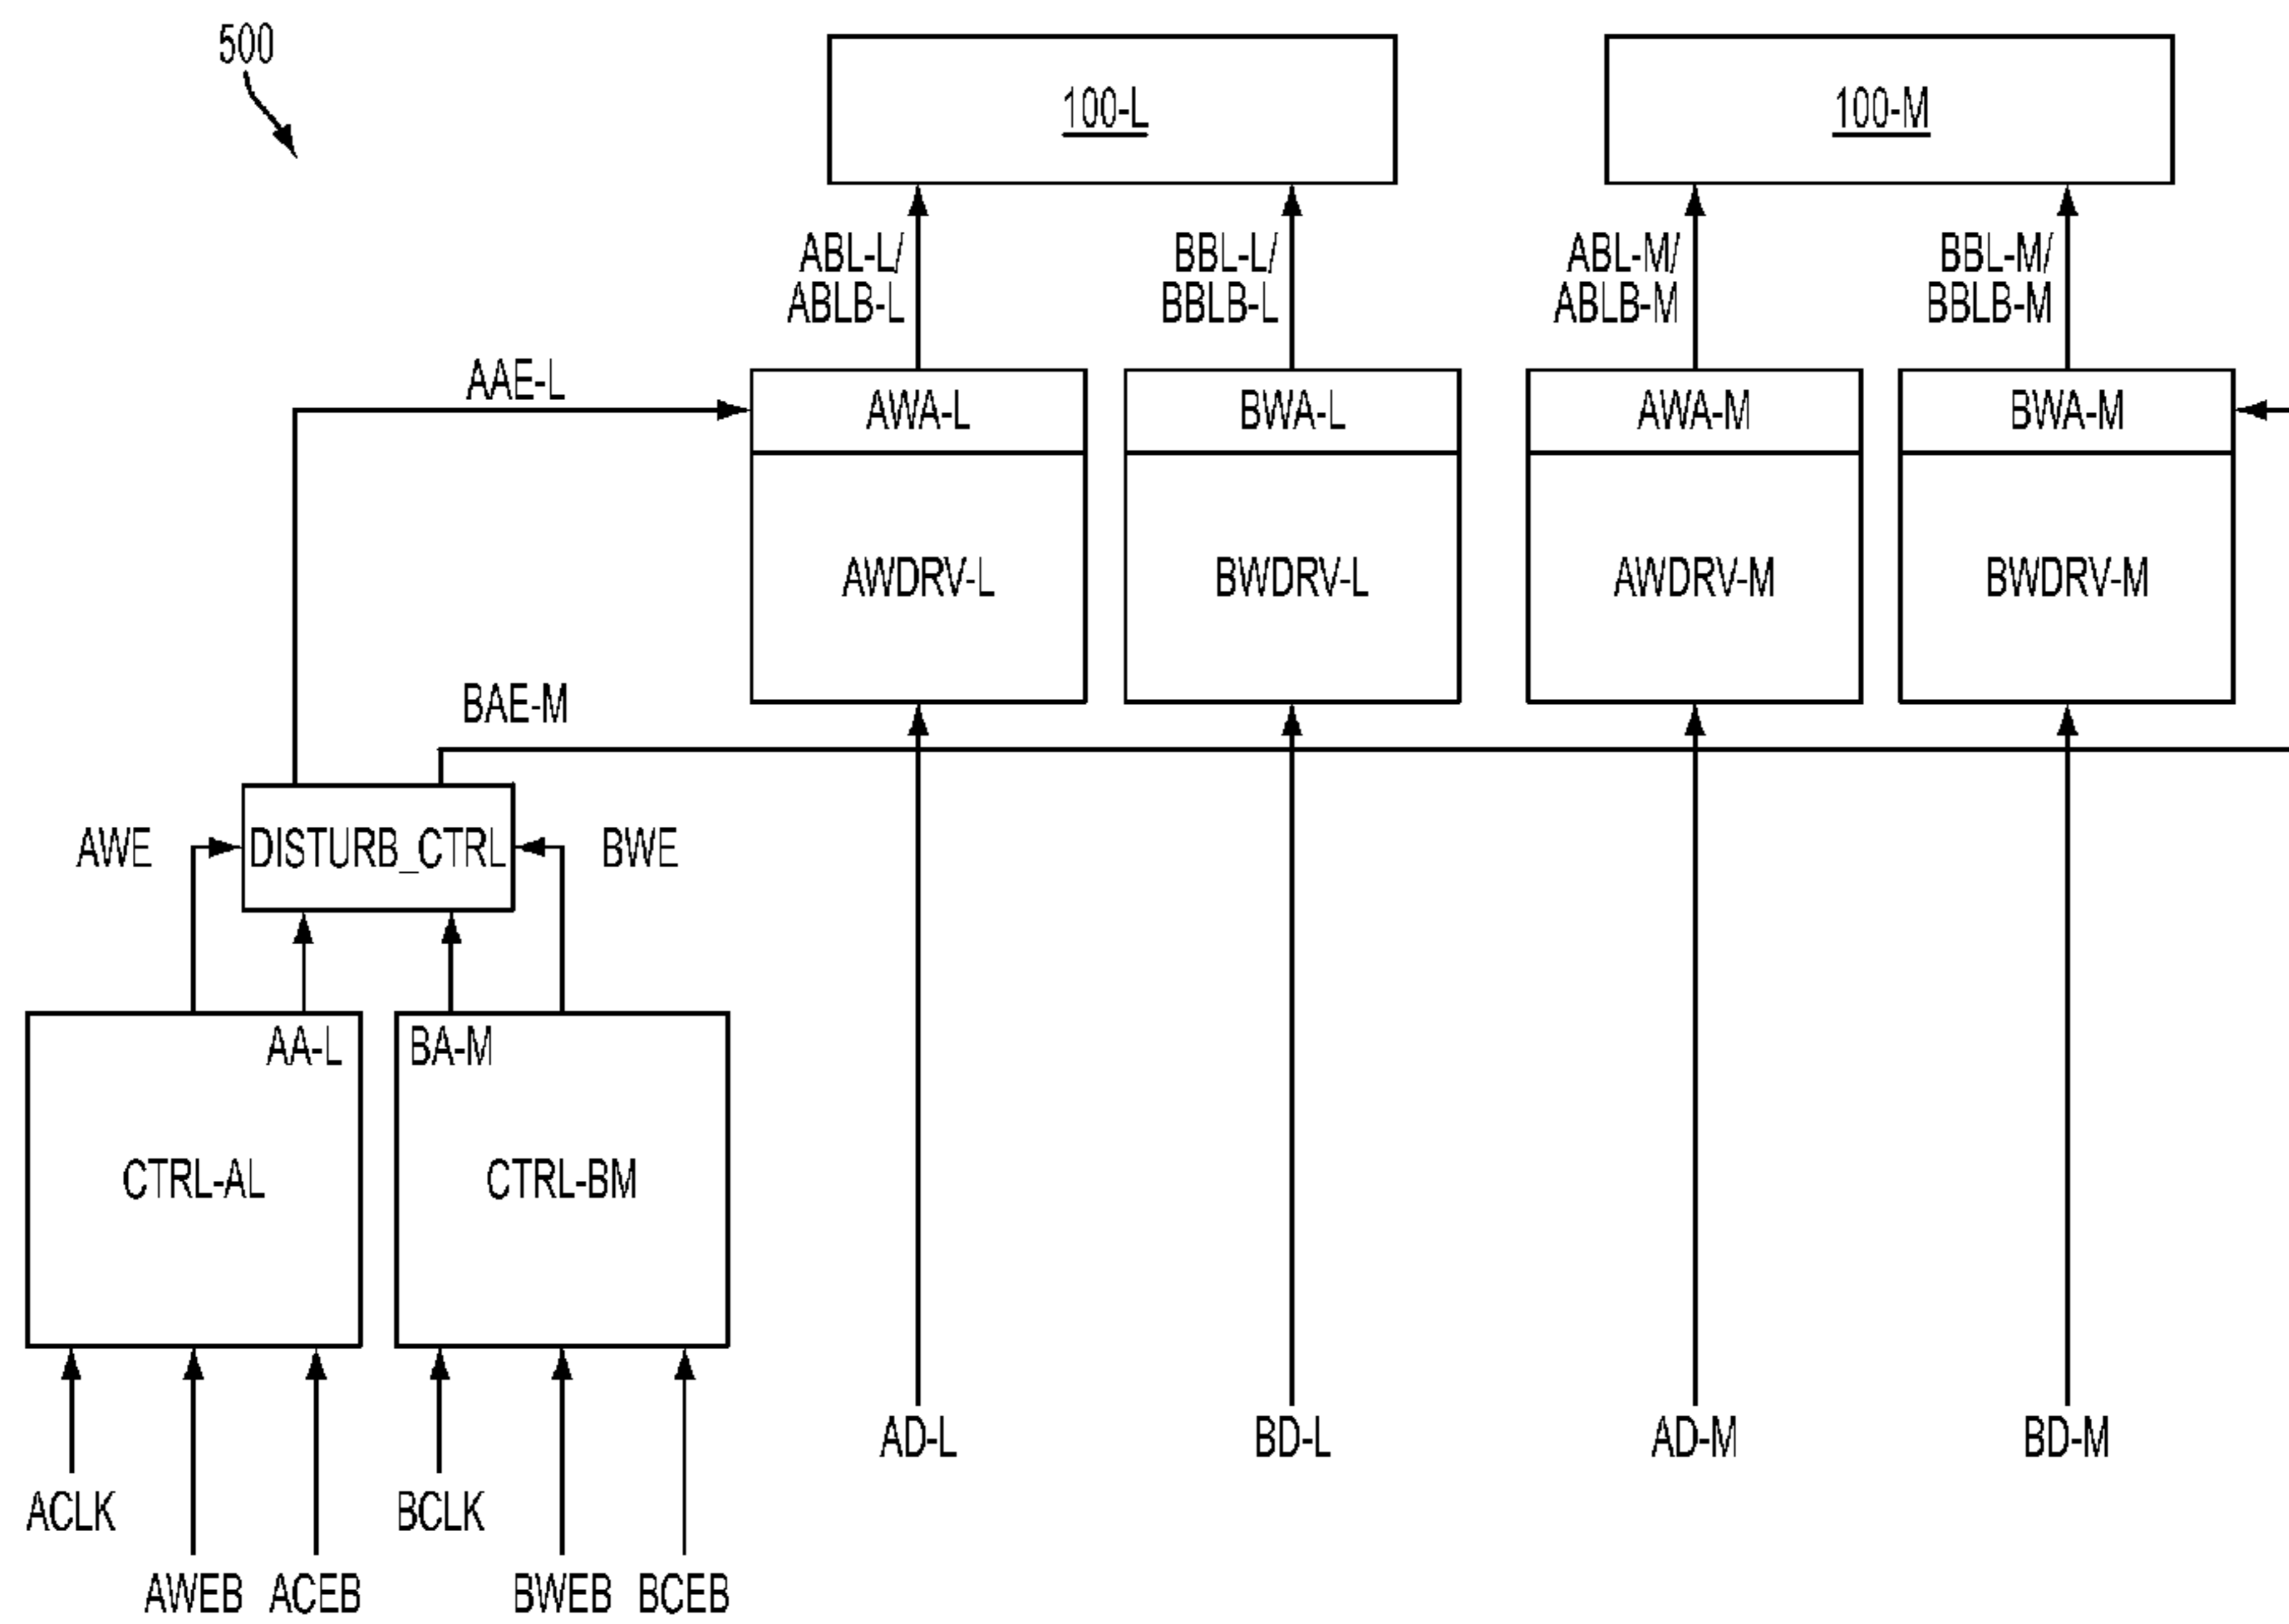 500
100-L
100-M
ABL-L/
ABLB-L
BBL-L/
BBLB-L
ABL-M/
ABLB-M
BBL-M/
BBLB-M
AAE-L
AWA-L
BWA-L
AWA-M
BWA-M
AWDRV-L
BWDRV-L
AWDRV-M
BWDRV-M
BAE-M
AWE
DISTURB_CTRL
BWE
AA-L
BA-M
CTRL-AL
CTRL-BM
AD-L
BD-L
AD-M
BD-M
ACLK
BCLK
AWEB
ACEB
BWEB
BCEB